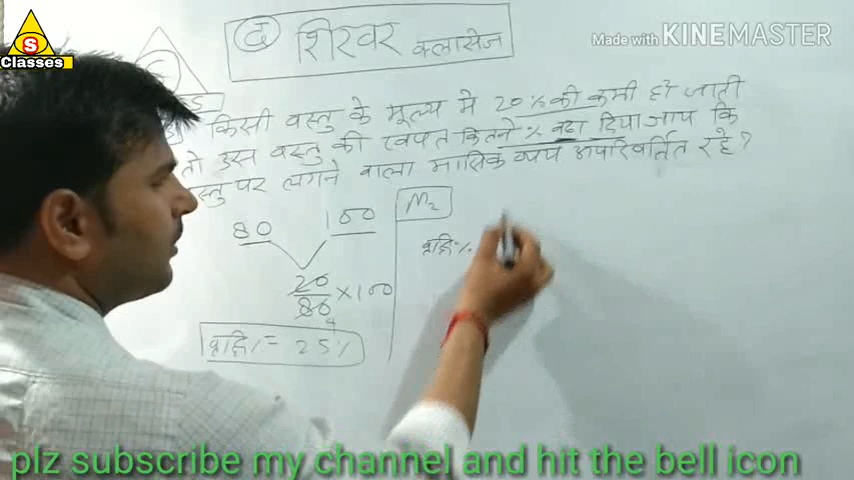 S
Classes
Made with KINEMASTER
शिखर क्लासेज
S
किसी वस्तु के मूल्य मे 20% की कमी हो जाती
तो उस वस्तु की खपत कितने % बढा दिया जाए कि
वस्तु पर लगने वाला मासिक व्यय अपरिवर्तित रहे?
80 100
20/80 × 100
4
वृद्धि % = 25%
M2
वृद्धि %
plz subscribe my channel and hit the bell icon